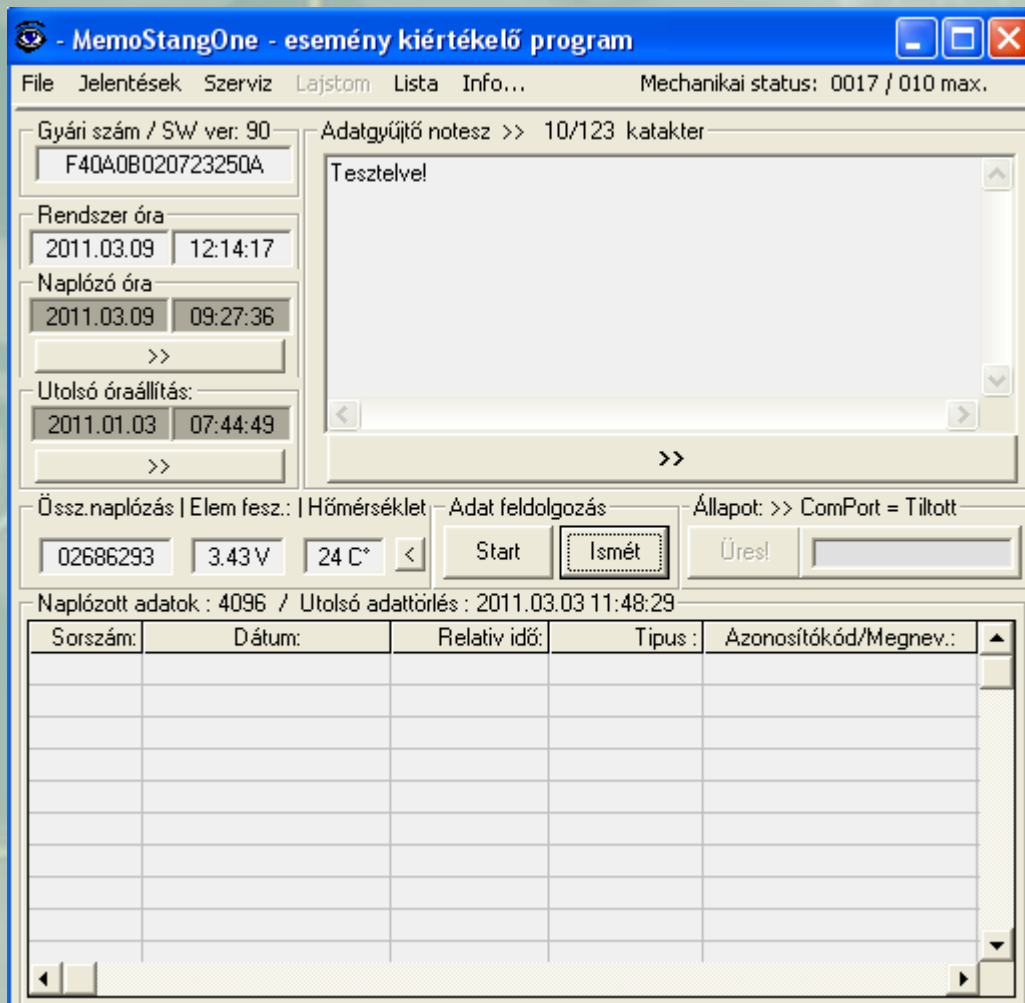 - MemoStangOne - esemény kiértékelő program
File Jelentések Szerviz Lajstom Lista Info... Mechanikai status: 0017 / 010 max.
Gyári szám / SW ver: 90
F40A0B020723250A
Adatgyűjtő notesz >> 10/123 katakter
Tesztelve!
Rendszer óra
2011.03.09 12:14:17
Naplózó óra
2011.03.09 09:27:36
>>
Utolsó óraállítás:
2011.01.03 07:44:49
>>
>>
Össz.naplózás | Elem fesz.: | Hőmérséklet
02686293 3.43 V 24 C° <
Adat feldolgozás
Start Ismét
Állapot: >> ComPort = Tiltott
Üres!
Naplózott adatok : 4096 / Utolsó adattörlés : 2011.03.03 11:48:29
Sorszám: Dátum: Relativ idő: Tipus : Azonosítókód/Megnev.: